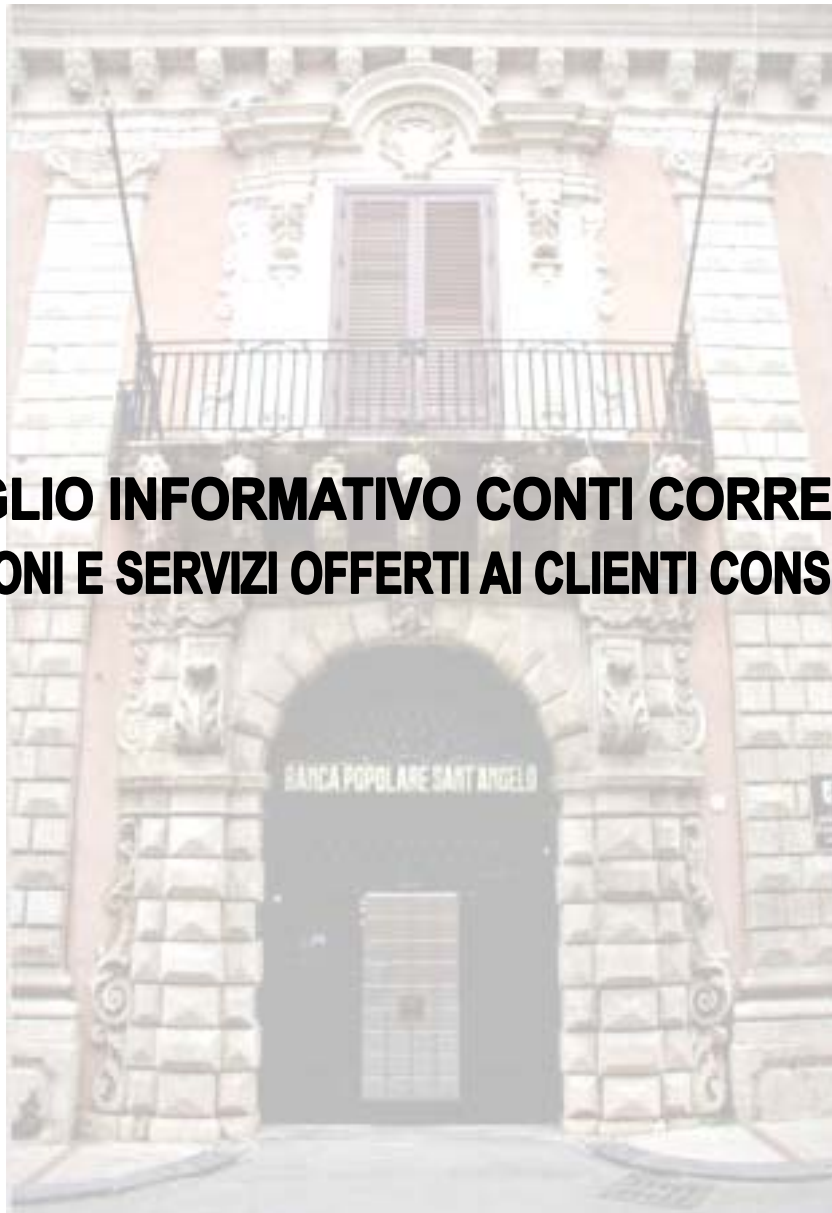 GLIO INFORMATIVO CONTI CORRE
ONI E SERVIZI OFFERTI AI CLIENTI CONS
BANCA POPOLARE SANT'ANGELO